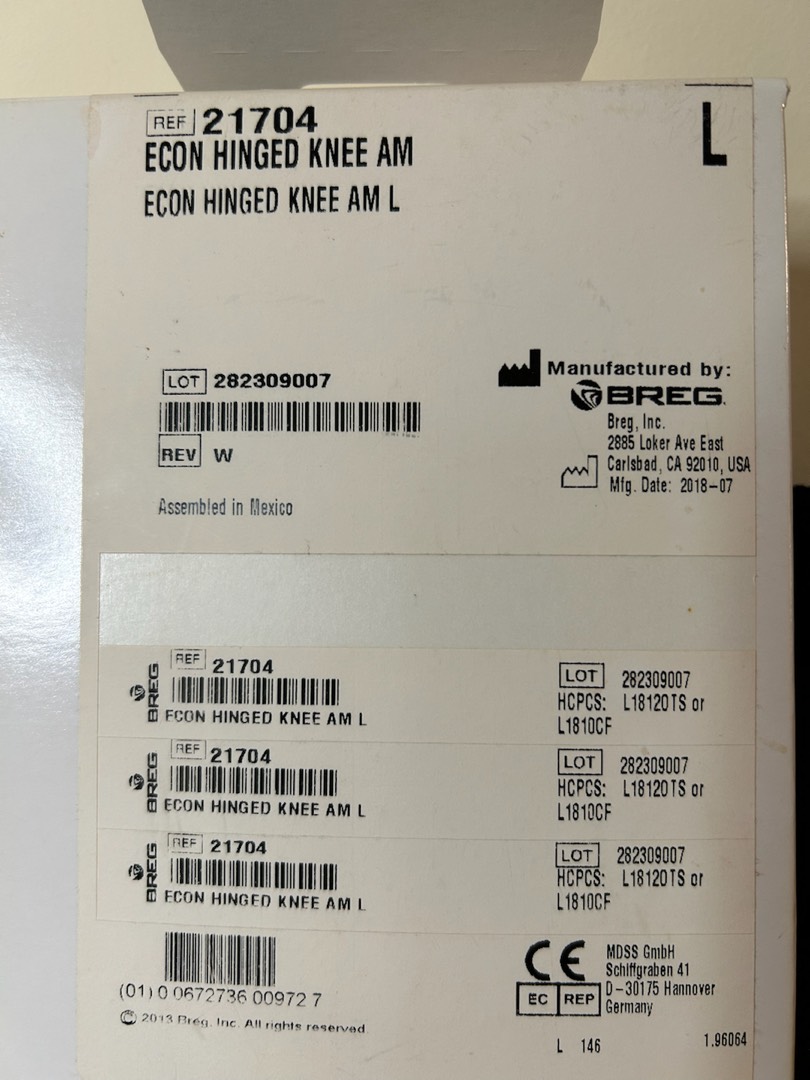 REF 21704
L
ECON HINGED KNEE AM
ECON HINGED KNEE AM L
LOT 282309007
REV W
Assembled in Mexico
Manufactured by:
BREG.
Breg, Inc.
2885 Loker Ave East
Carlsbad, CA 92010, USA
Mfg. Date: 2018-07
BREG
REF 21704
ECON HINGED KNEE AM L
LOT 282309007
HCPCS: L1812OTS or
L1810CF
BREG
REF 21704
ECON HINGED KNEE AM L
LOT 282309007
HCPCS: L1812OTS or
L1810CF
BREG
REF 21704
ECON HINGED KNEE AM L
LOT 282309007
HCPCS: L1812OTS or
L1810CF
(01) 0 0672736 00972 7
© 2013 Breg, Inc. All rights reserved.
CE
EC REP
MDSS GmbH
Schiffgraben 41
D-30175 Hannover
Germany
L 146
1.96064